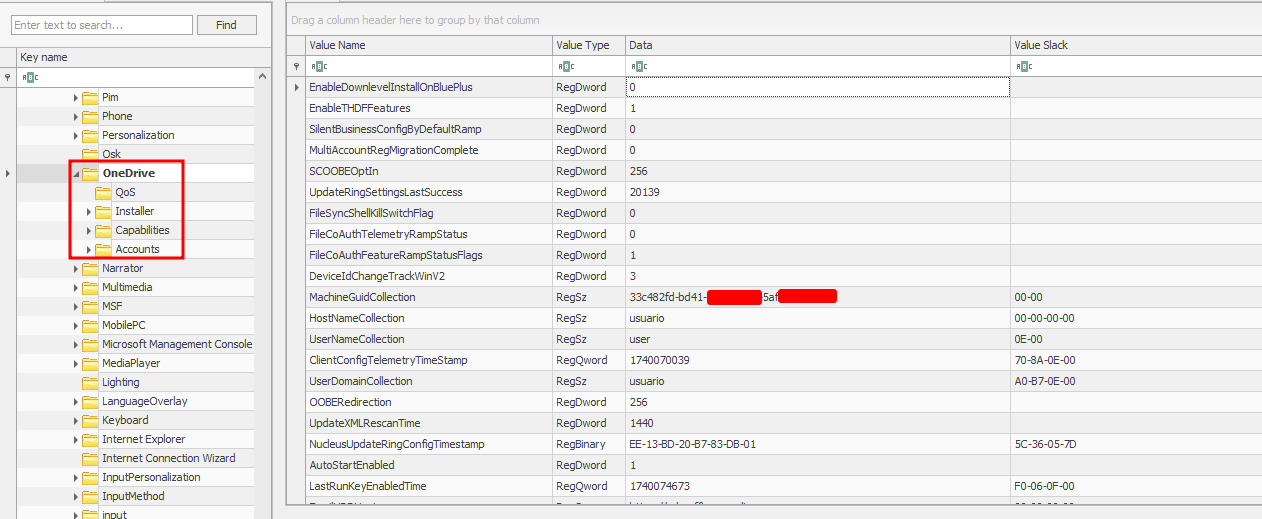 Enter text to search... Find
Key name
ABC
Pim
Phone
Personalization
Osk
OneDrive
QoS
Installer
Capabilities
Accounts
Narrator
Multimedia
MSF
MobilePC
Microsoft Management Console
MediaPlayer
Lighting
LanguageOverlay
Keyboard
Internet Explorer
Internet Connection Wizard
InputPersonalization
InputMethod
input
Drag a column header here to group by that column
Value Name Value Type Data Value Slack
ABC ABC ABC ABC
EnableDownlevelInstallOnBluePlus RegDword 0
EnableTHDFFeatures RegDword 1
SilentBusinessConfigByDefaultRamp RegDword 0
MultiAccountRegMigrationComplete RegDword 0
SCOOBEOptIn RegDword 256
UpdateRingSettingsLastSuccess RegDword 20139
FileSyncShellKillSwitchFlag RegDword 0
FileCoAuthTelemetryRampStatus RegDword 0
FileCoAuthFeatureRampStatusFlags RegDword 1
DeviceIdChangeTrackWinV2 RegDword 3
MachineGuidCollection RegSz 33c482fd-bd41- 5af 00-00
HostNameCollection RegSz usuario 00-00-00-00
UserNameCollection RegSz user 0E-00
ClientConfigTelemetryTimeStamp RegQword 1740070039 70-8A-0E-00
UserDomainCollection RegSz usuario A0-B7-0E-00
OOBERedirection RegDword 256
UpdateXMLRescanTime RegDword 1440
NucleusUpdateRingConfigTimestamp RegBinary EE-13-BD-20-B7-83-DB-01 5C-36-05-7D
AutoStartEnabled RegDword 1
LastRunKeyEnabledTime RegQword 1740074673 F0-06-0F-00